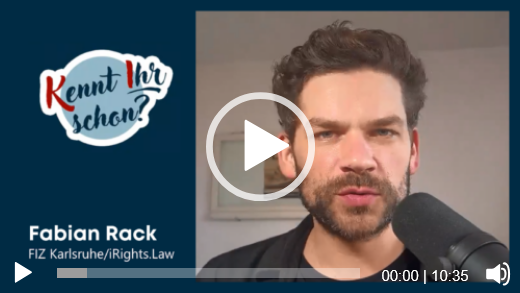 Kennt Ihr
schon?
Fabian Rack
FIZ Karlsruhe/iRights.Law
00:00 | 10:35